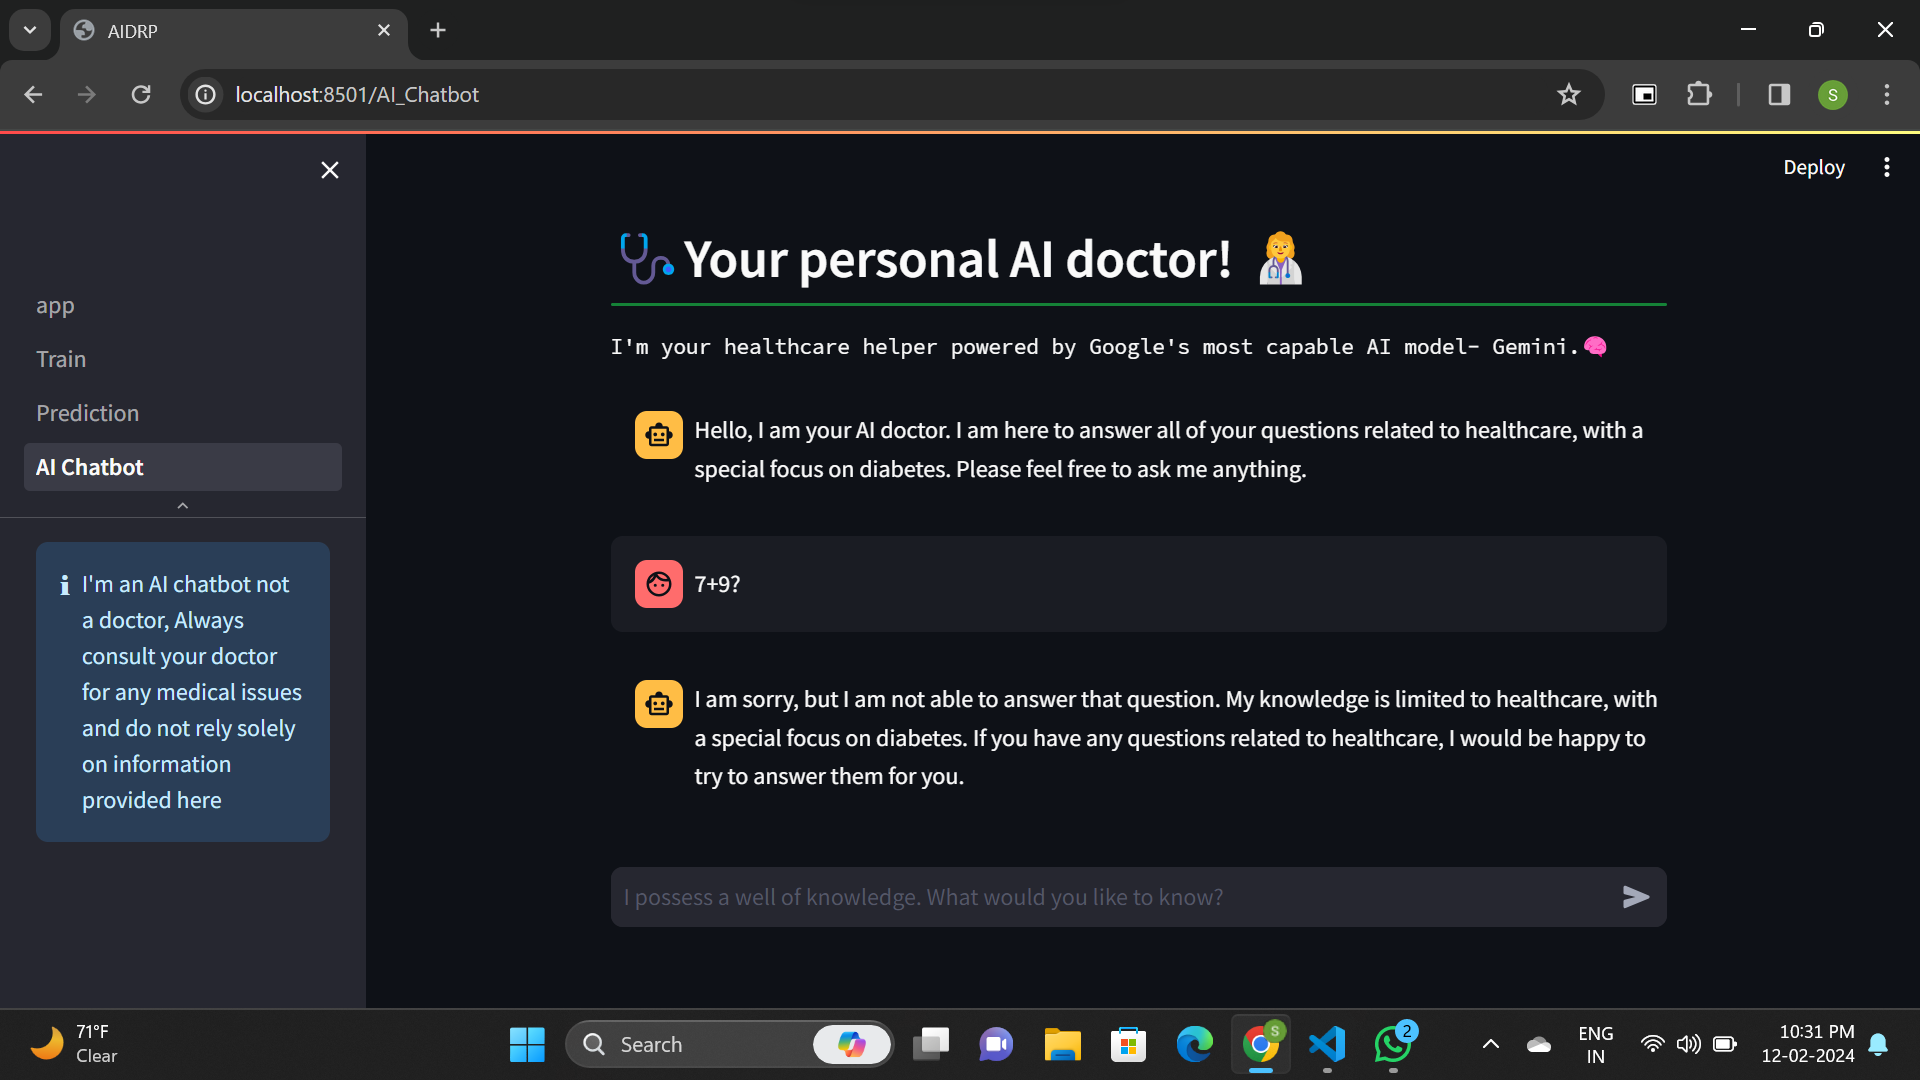 AIDRP
localhost:8501/AI_Chatbot
S
Deploy
app
Train
Prediction
AI Chatbot
I'm an AI chatbot not
a doctor, Always
consult your doctor
for any medical issues
and do not rely solely
on information
provided here
Your personal AI doctor!
I'm your healthcare helper powered by Google's most capable AI model- Gemini.
Hello, I am your AI doctor. I am here to answer all of your questions related to healthcare, with a
special focus on diabetes. Please feel free to ask me anything.
7+9?
I am sorry, but I am not able to answer that question. My knowledge is limited to healthcare, with
a special focus on diabetes. If you have any questions related to healthcare, I would be happy to
try to answer them for you.
I possess a well of knowledge. What would you like to know?
71°F
Clear
Search
S
2
ENG
IN
10:31 PM
12-02-2024